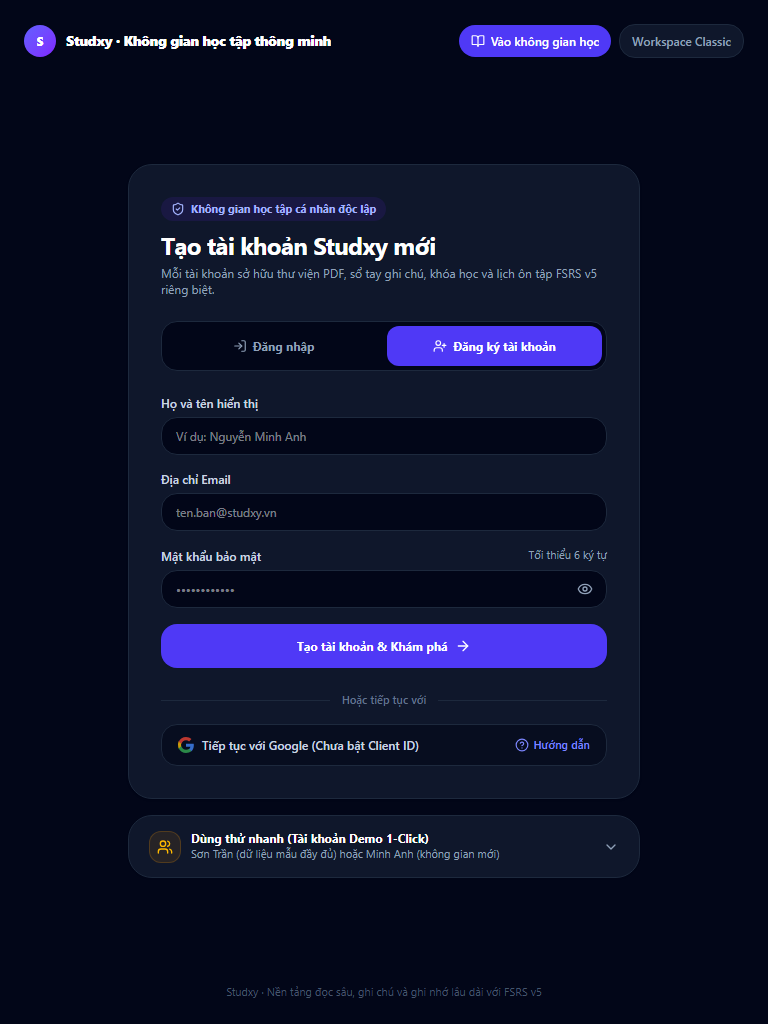 S
Studxy · Không gian học tập thông minh
Vào không gian học
Workspace Classic
Không gian học tập cá nhân độc lập
Tạo tài khoản Studxy mới
Mỗi tài khoản sở hữu thư viện PDF, sổ tay ghi chú, khóa học và lịch ôn tập FSRS v5
riêng biệt.
Đăng nhập
Đăng ký tài khoản
Họ và tên hiển thị
Ví dụ: Nguyễn Minh Anh
Địa chỉ Email
ten.ban@studxy.vn
Mật khẩu bảo mật
Tối thiểu 6 ký tự
••••••••••••
Tạo tài khoản & Khám phá
Hoặc tiếp tục với
Tiếp tục với Google (Chưa bật Client ID)
Hướng dẫn
Dùng thử nhanh (Tài khoản Demo 1-Click)
Sơn Trần (dữ liệu mẫu đầy đủ) hoặc Minh Anh (không gian mới)
Studxy · Nền tảng đọc sâu, ghi chú và ghi nhớ lâu dài với FSRS v5